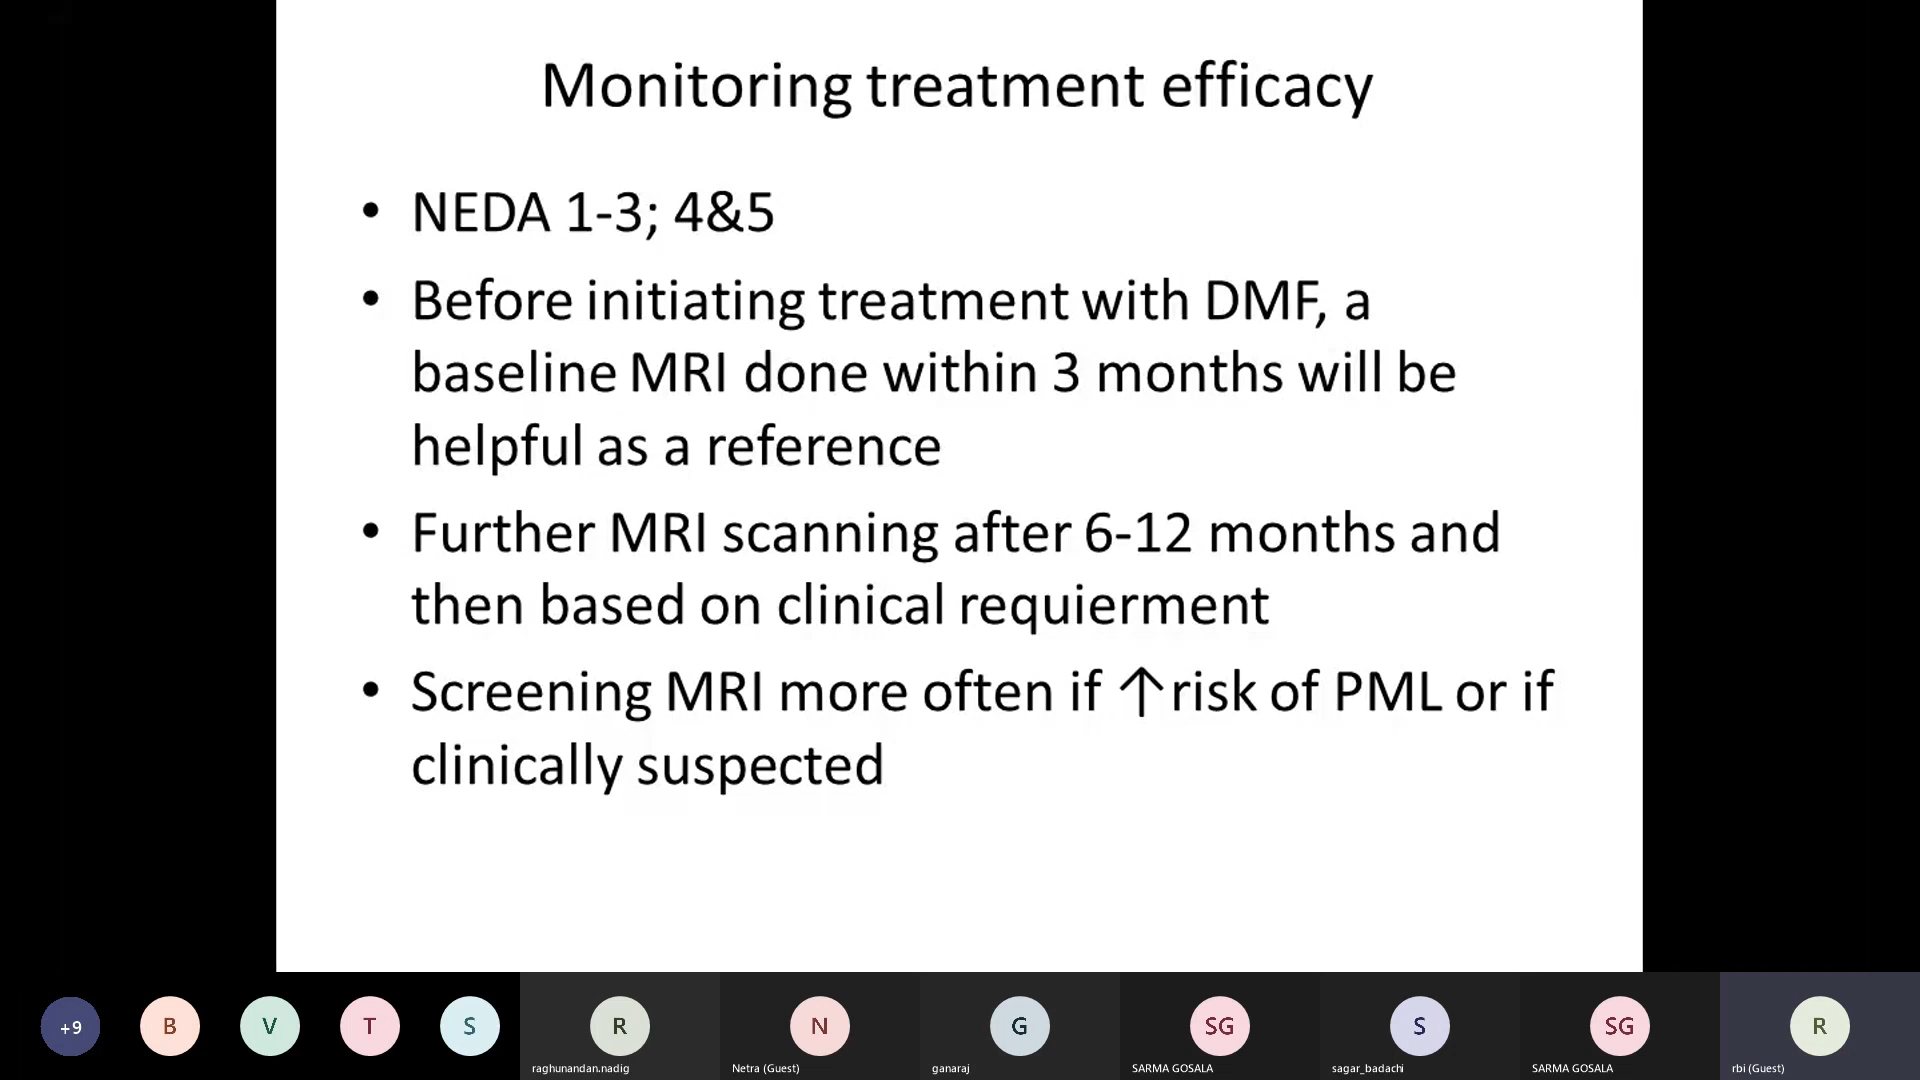 Monitoring treatment efficacy
• NEDA 1-3; 4&5
• Before initiating treatment with DMF, a
baseline MRI done within 3 months will be
helpful as a reference
• Further MRI scanning after 6-12 months and
then based on clinical requierment
• Screening MRI more often if ↑risk of PML or if
clinically suspected
+9 B V T S R N G SG S SG R
raghunandan.nadig Netra (Guest) ganaraj SARMA GOSALA sagar_badachi SARMA GOSALA rbi (Guest)